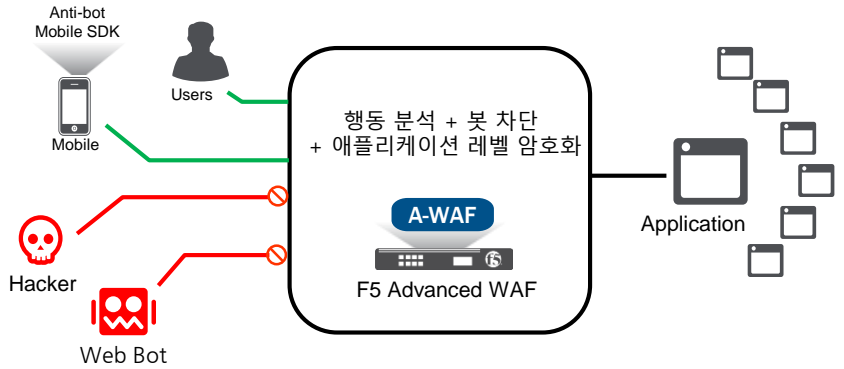 Anti-bot
Mobile SDK
Users
Mobile
행동 분석 + 봇 차단
+ 애플리케이션 레벨 암호화
A-WAF
f5
F5 Advanced WAF
Application
Hacker
Web Bot